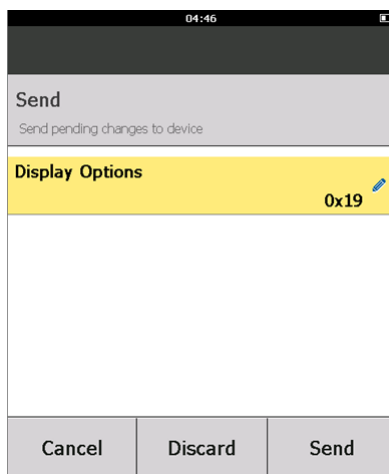 04:46
Send
Send pending changes to device
Display Options
0x19
Cancel
Discard
Send